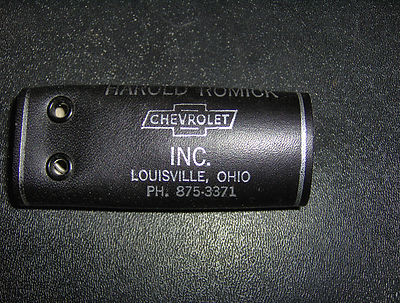 HAROLD ROMICK
CHEVROLET
INC.
LOUISVILLE, OHIO
PH. 875-3371